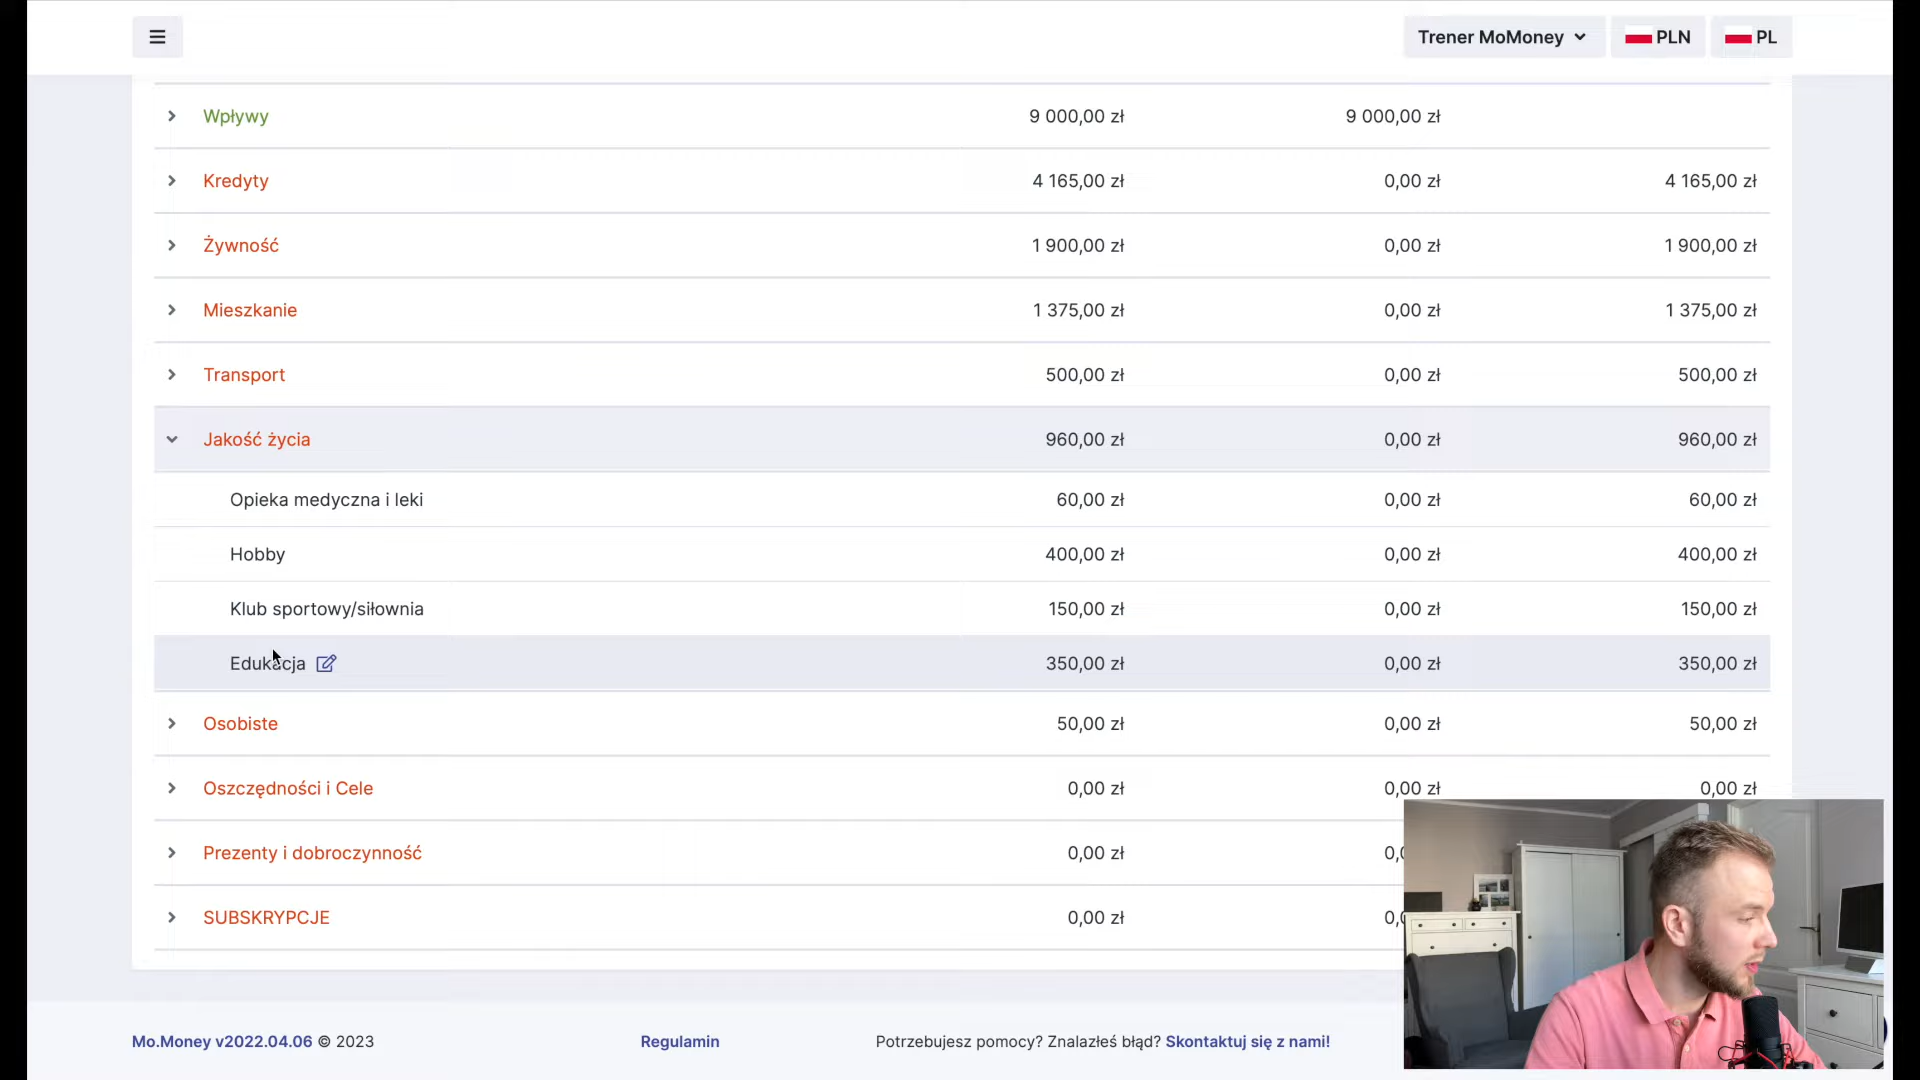 Trener MoMoney PLN PL
Wpływy 9 000,00 zł 9 000,00 zł
Kredyty 4 165,00 zł 0,00 zł 4 165,00 zł
Żywność 1 900,00 zł 0,00 zł 1 900,00 zł
Mieszkanie 1 375,00 zł 0,00 zł 1 375,00 zł
Transport 500,00 zł 0,00 zł 500,00 zł
Jakość życia 960,00 zł 0,00 zł 960,00 zł
Opieka medyczna i leki 60,00 zł 0,00 zł 60,00 zł
Hobby 400,00 zł 0,00 zł 400,00 zł
Klub sportowy/siłownia 150,00 zł 0,00 zł 150,00 zł
Edukacja 350,00 zł 0,00 zł 350,00 zł
Osobiste 50,00 zł 0,00 zł 50,00 zł
Oszczędności i Cele 0,00 zł 0,00 zł 0,00 zł
Prezenty i dobroczynność 0,00 zł
SUBSKRYPCJE 0,00 zł
Mo.Money v2022.04.06 © 2023 Regulamin Potrzebujesz pomocy? Znalazłeś błąd? Skontaktuj się z nami!